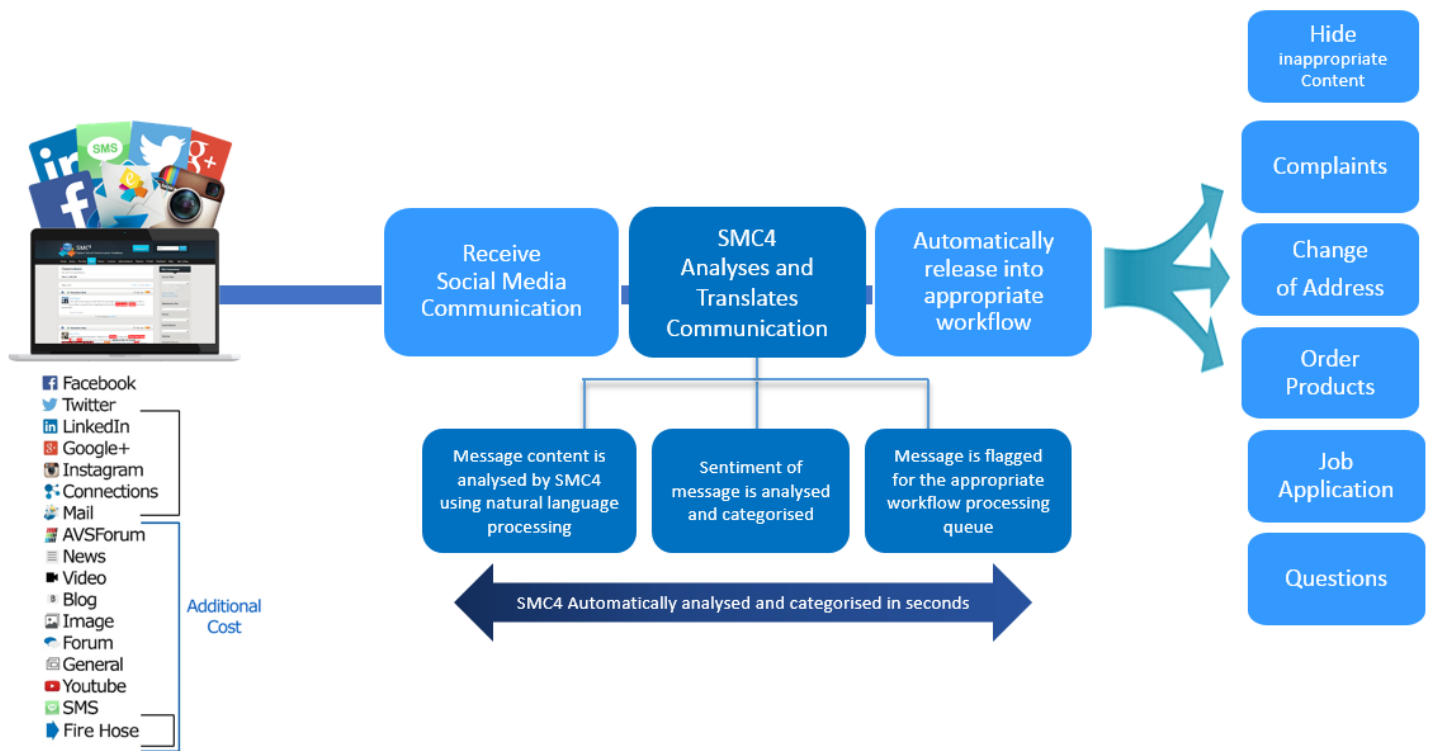 Hide
inappropriate
Content
in
SMS
g+
f
SMC4
Complaints
Receive
Social Media
Communication
SMC4
Analyses and
Translates
Communication
Automatically
release into
appropriate
workflow
Change
of Address
Order
Products
Job
Application
Questions
Facebook
Twitter
LinkedIn
Google+
Instagram
Connections
Mail
AVSForum
News
Video
Blog
Image
Forum
General
Youtube
SMS
Fire Hose
Additional
Cost
Message content is
analysed by SMC4
using natural language
processing
Sentiment of
message is analysed
and categorised
Message is flagged
for the appropriate
workflow processing
queue
SMC4 Automatically analysed and categorised in seconds